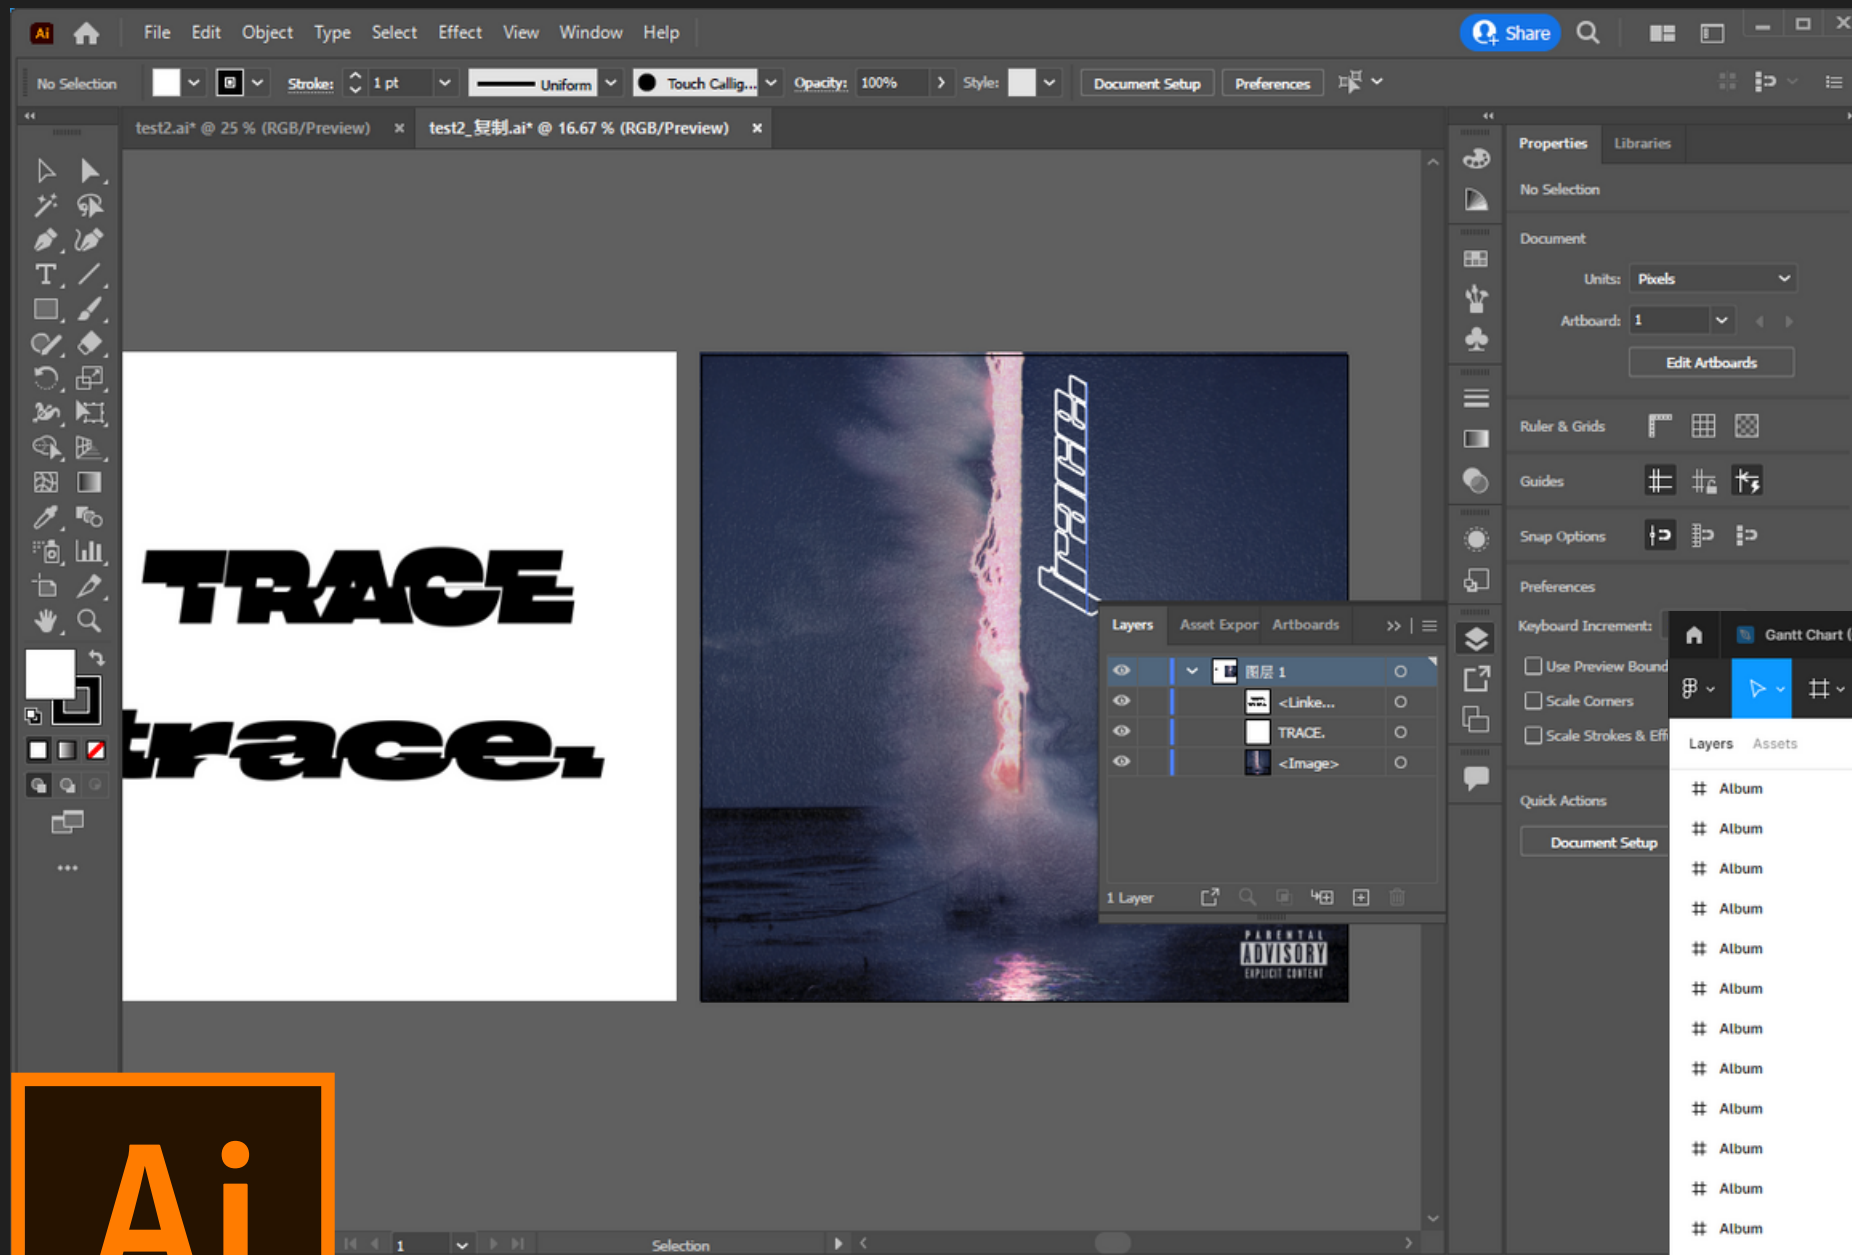 Ai File Edit Object Type Select Effect View Window Help Share
No Selection Stroke: 1 pt Uniform Touch Callig... Opacity: 100% Style: Document Setup Preferences
test2.ai* @ 25 % (RGB/Preview) × test2_复制.ai* @ 16.67 % (RGB/Preview) ×
Properties Libraries
No Selection
Document
Units: Pixels
Artboard: 1
Edit Artboards
Ruler & Grids
Guides
Snap Options
Preferences
Keyboard Increment:
Use Preview Bound
Scale Corners
Scale Strokes & Eff
Quick Actions
Document Setup
TRACE
trace.
trace.
Layers Asset Expor Artboards
图层 1
<Linke...
TRACE.
<Image>
1 Layer
PARENTAL
ADVISORY
EXPLICIT CONTENT
Gantt Chart (
Layers Assets
Album
Album
Album
Album
Album
Album
Album
Album
Album
Album
Album
Album
Ai
1 Selection